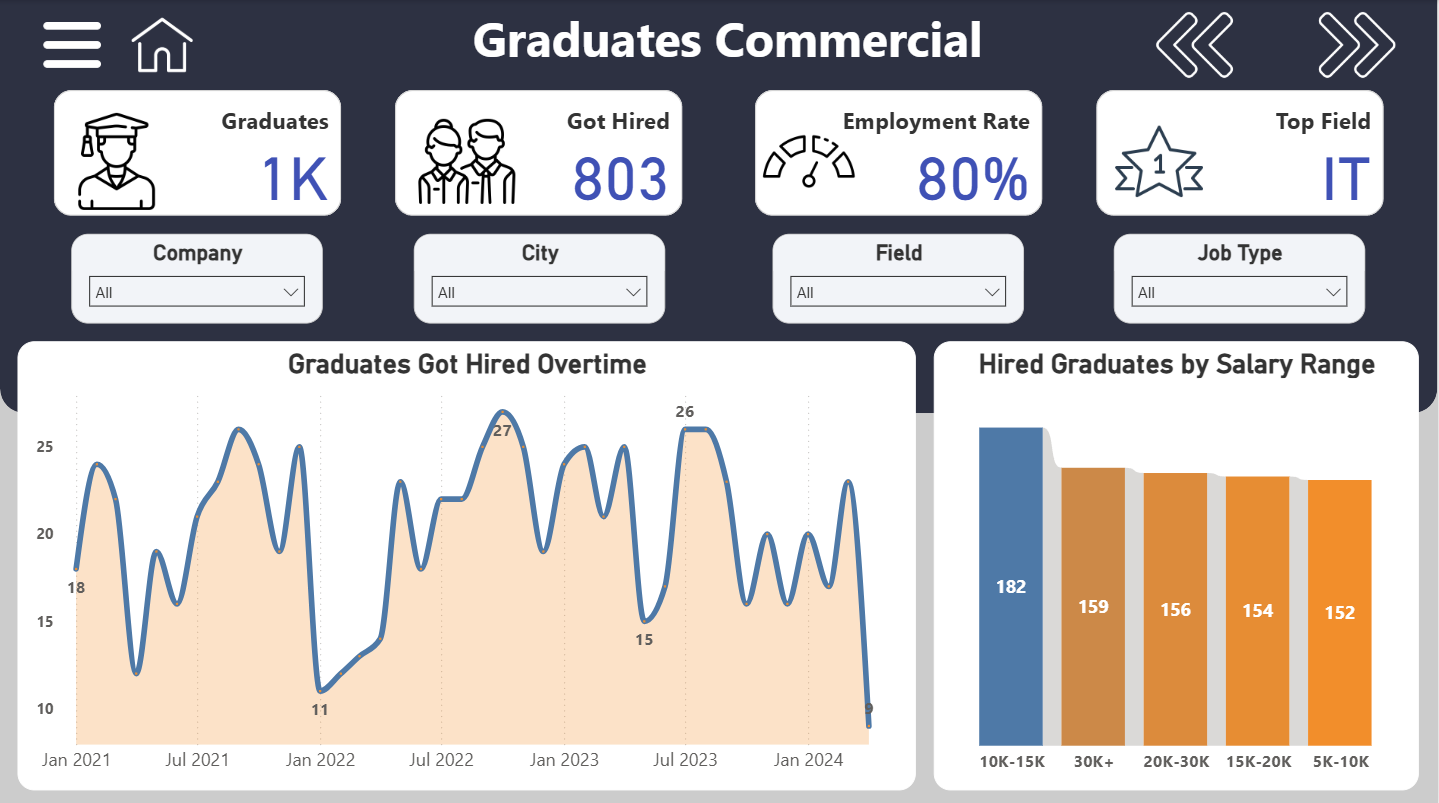 Graduates Commercial
Graduates
1K
Got Hired
803
Employment Rate
80%
1
Top Field
IT
Company
All
City
All
Field
All
Job Type
All
Graduates Got Hired Overtime
25
20
15
10
18
11
27
15
26
9
Jan 2021
Jul 2021
Jan 2022
Jul 2022
Jan 2023
Jul 2023
Jan 2024
Hired Graduates by Salary Range
182
159
156
154
152
10K-15K
30K+
20K-30K
15K-20K
5K-10K